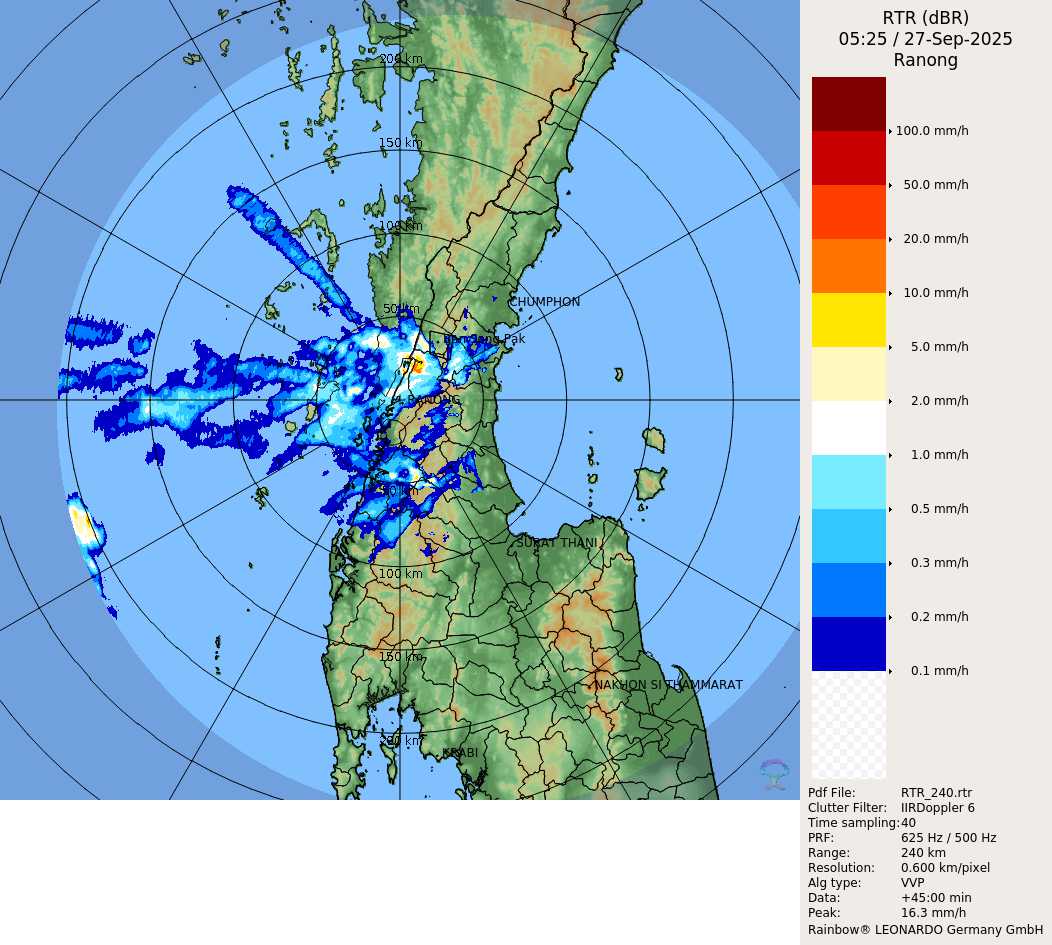 RTR (dBR)
05:25 / 27-Sep-2025
Ranong
200 km
150 km
100 km
50 km
CHUMPHON
RANONG
50 km
SURAT THANI
100 km
150 km
NAKHON SI THAMMARAT
200 km
KRABI
100.0 mm/h
50.0 mm/h
20.0 mm/h
10.0 mm/h
5.0 mm/h
2.0 mm/h
1.0 mm/h
0.5 mm/h
0.3 mm/h
0.2 mm/h
0.1 mm/h
Pdf File: RTR_240.rtr
Clutter Filter: IIRDoppler 6
Time sampling:40
PRF: 625 Hz / 500 Hz
Range: 240 km
Resolution: 0.600 km/pixel
Alg type: VVP
Data: +45:00 min
Peak: 16.3 mm/h
Rainbow® LEONARDO Germany GmbH